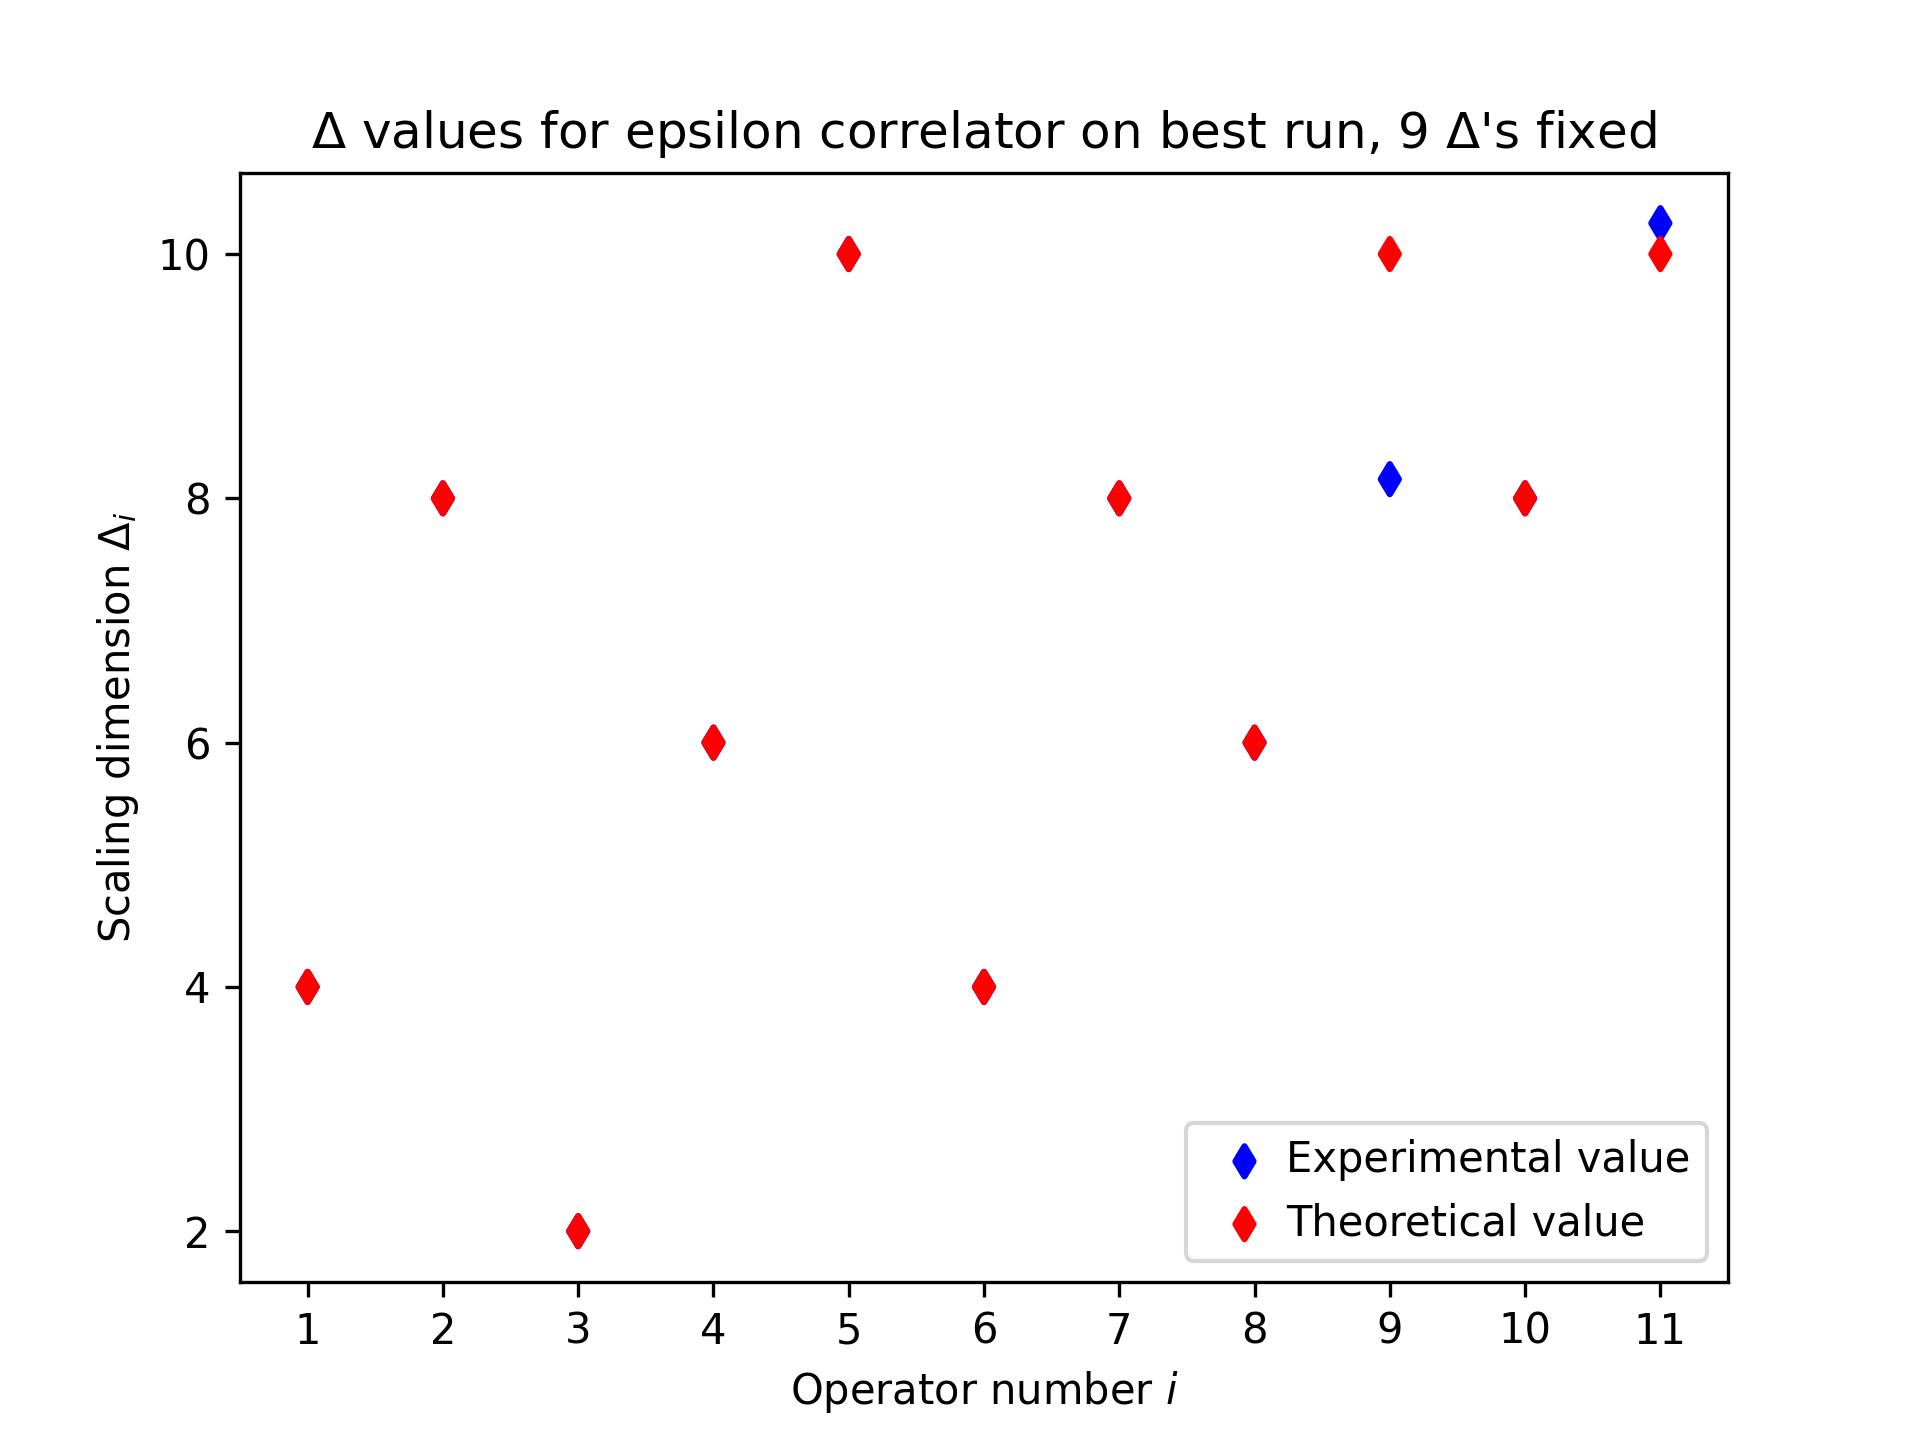 Δ values for epsilon correlator on best run, 9 Δ's fixed
10
8
6
4
2
Scaling dimension Δᵢ
1 2 3 4 5 6 7 8 9 10 11
Operator number i
Experimental value
Theoretical value